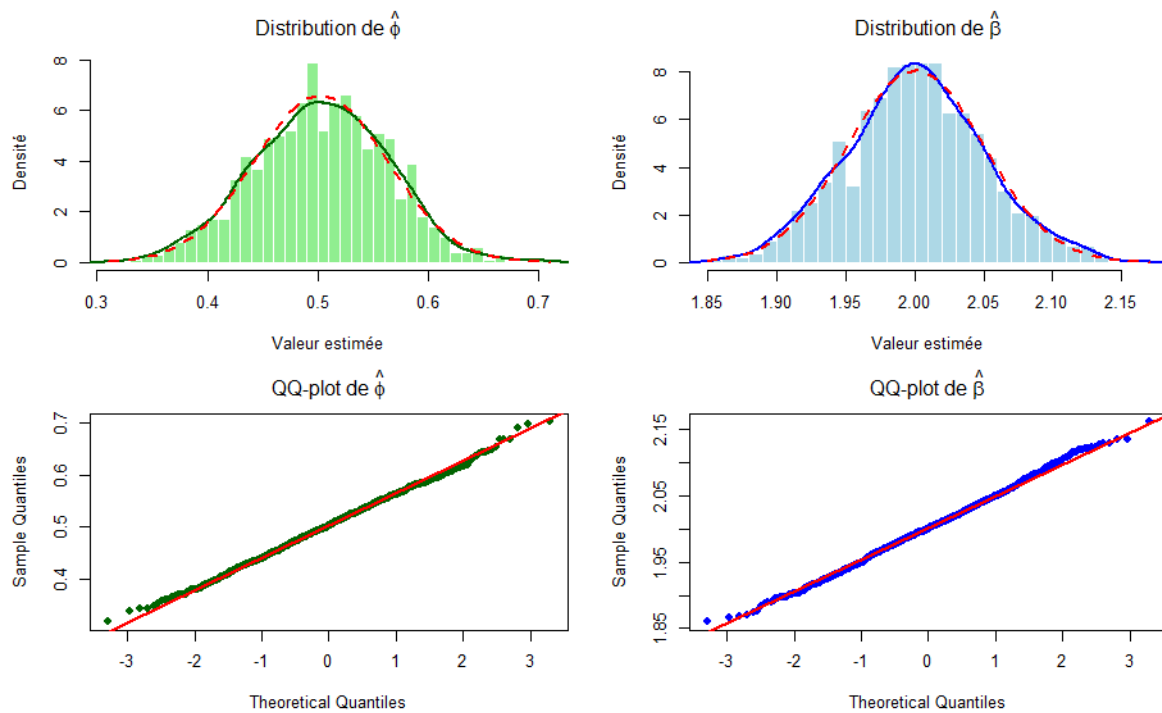 Distribution de ϕ̂
Densité
0 2 4 6 8
0.3 0.4 0.5 0.6 0.7
Valeur estimée
Distribution de β̂
Densité
0 2 4 6 8
1.85 1.90 1.95 2.00 2.05 2.10 2.15
Valeur estimée
QQ-plot de ϕ̂
Sample Quantiles
0.4 0.5 0.6 0.7
-3 -2 -1 0 1 2 3
Theoretical Quantiles
QQ-plot de β̂
Sample Quantiles
1.85 1.95 2.05 2.15
-3 -2 -1 0 1 2 3
Theoretical Quantiles